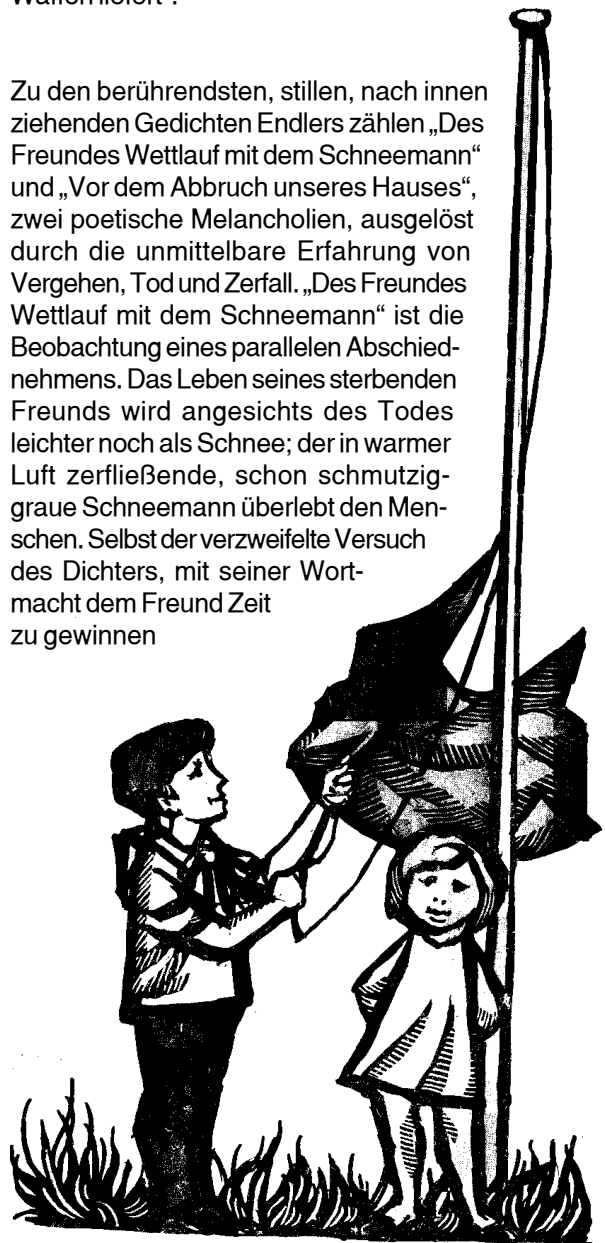 Zu den berührendsten, stillen, nach innen
ziehenden Gedichten Endlers zählen „Des
Freundes Wettlauf mit dem Schneemann“
und „Vor dem Abbruch unseres Hauses“,
zwei poetische Melancholien, ausgelöst
durch die unmittelbare Erfahrung von
Vergehen, Tod und Zerfall. „Des Freundes
Wettlauf mit dem Schneemann“ ist die
Beobachtung eines parallelen Abschied-
nehmens. Das Leben seines sterbenden
Freunds wird angesichts des Todes
leichter noch als Schnee; der in warmer
Luft zerfließende, schon schmutzig-
graue Schneemann überlebt den Men-
schen. Selbst der verzweifelte Versuch
des Dichters, mit seiner Wort-
macht dem Freund Zeit
zu gewinnen